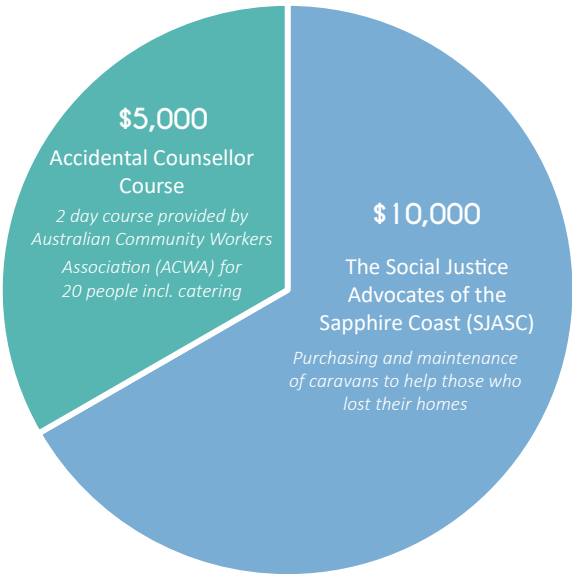 $5,000
Accidental Counsellor
Course
2 day course provided by
Australian Community Workers
Association (ACWA) for
20 people incl. catering
$10,000
The Social Justice
Advocates of the
Sapphire Coast (SJASC)
Purchasing and maintenance
of caravans to help those who
lost their homes